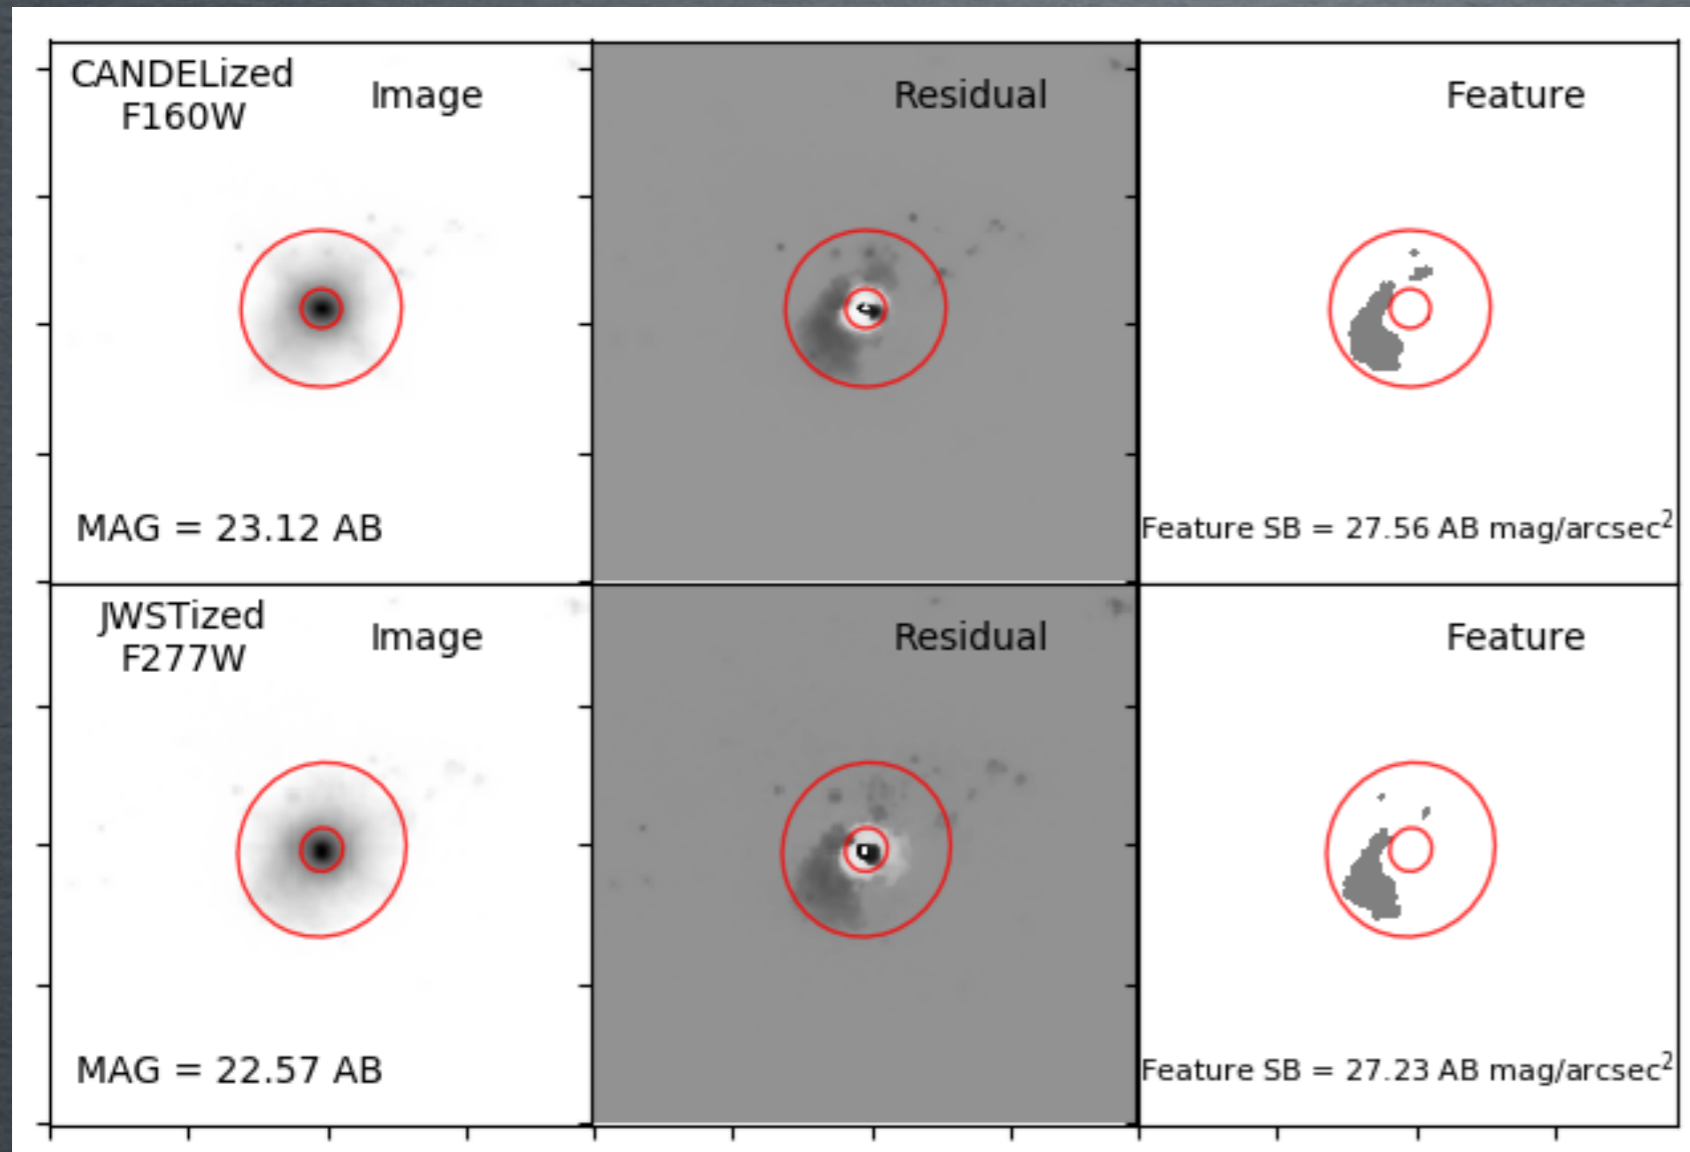 CANDELized
F160W
Image
Residual
Feature
MAG = 23.12 AB
Feature SB = 27.56 AB mag/arcsec²
JWSTized
F277W
Image
Residual
Feature
MAG = 22.57 AB
Feature SB = 27.23 AB mag/arcsec²